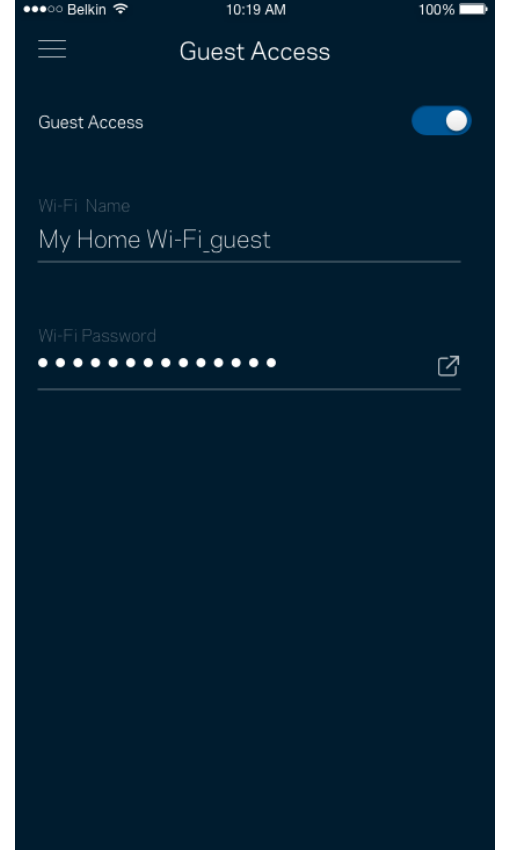 Belkin 10:19 AM 100%
Guest Access
Guest Access
Wi-Fi Name
My Home Wi-Fi_guest
Wi-Fi Password
●●●●●●●●●●●●●●